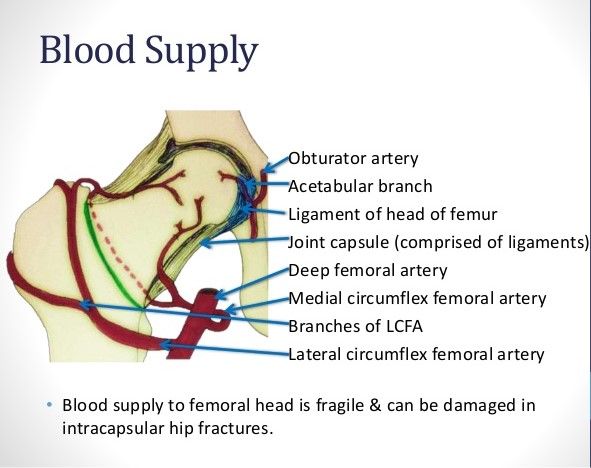 Blood Supply
Obturator artery
Acetabular branch
Ligament of head of femur
Joint capsule (comprised of ligaments)
Deep femoral artery
Medial circumflex femoral artery
Branches of LCFA
Lateral circumflex femoral artery
• Blood supply to femoral head is fragile & can be damaged in
intracapsular hip fractures.